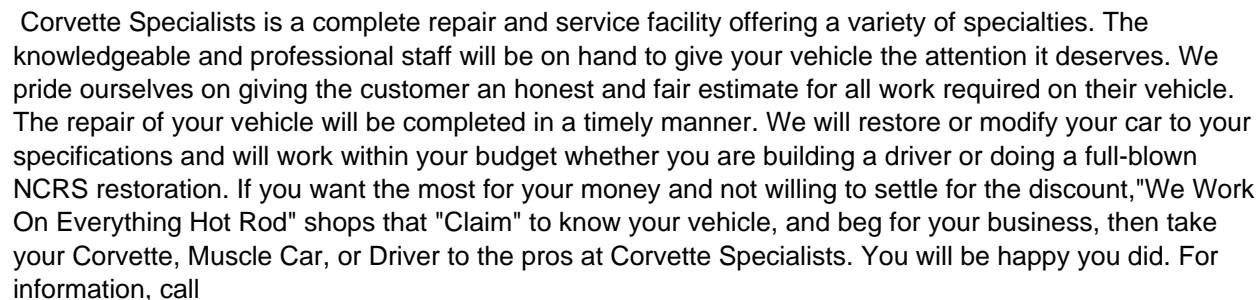 Corvette Specialists is a complete repair and service facility offering a variety of specialties. The
knowledgeable and professional staff will be on hand to give your vehicle the attention it deserves. We
pride ourselves on giving the customer an honest and fair estimate for all work required on their vehicle.
The repair of your vehicle will be completed in a timely manner. We will restore or modify your car to your
specifications and will work within your budget whether you are building a driver or doing a full-blown
NCRS restoration. If you want the most for your money and not willing to settle for the discount,"We Work
On Everything Hot Rod" shops that "Claim" to know your vehicle, and beg for your business, then take
your Corvette, Muscle Car, or Driver to the pros at Corvette Specialists. You will be happy you did. For
information, call